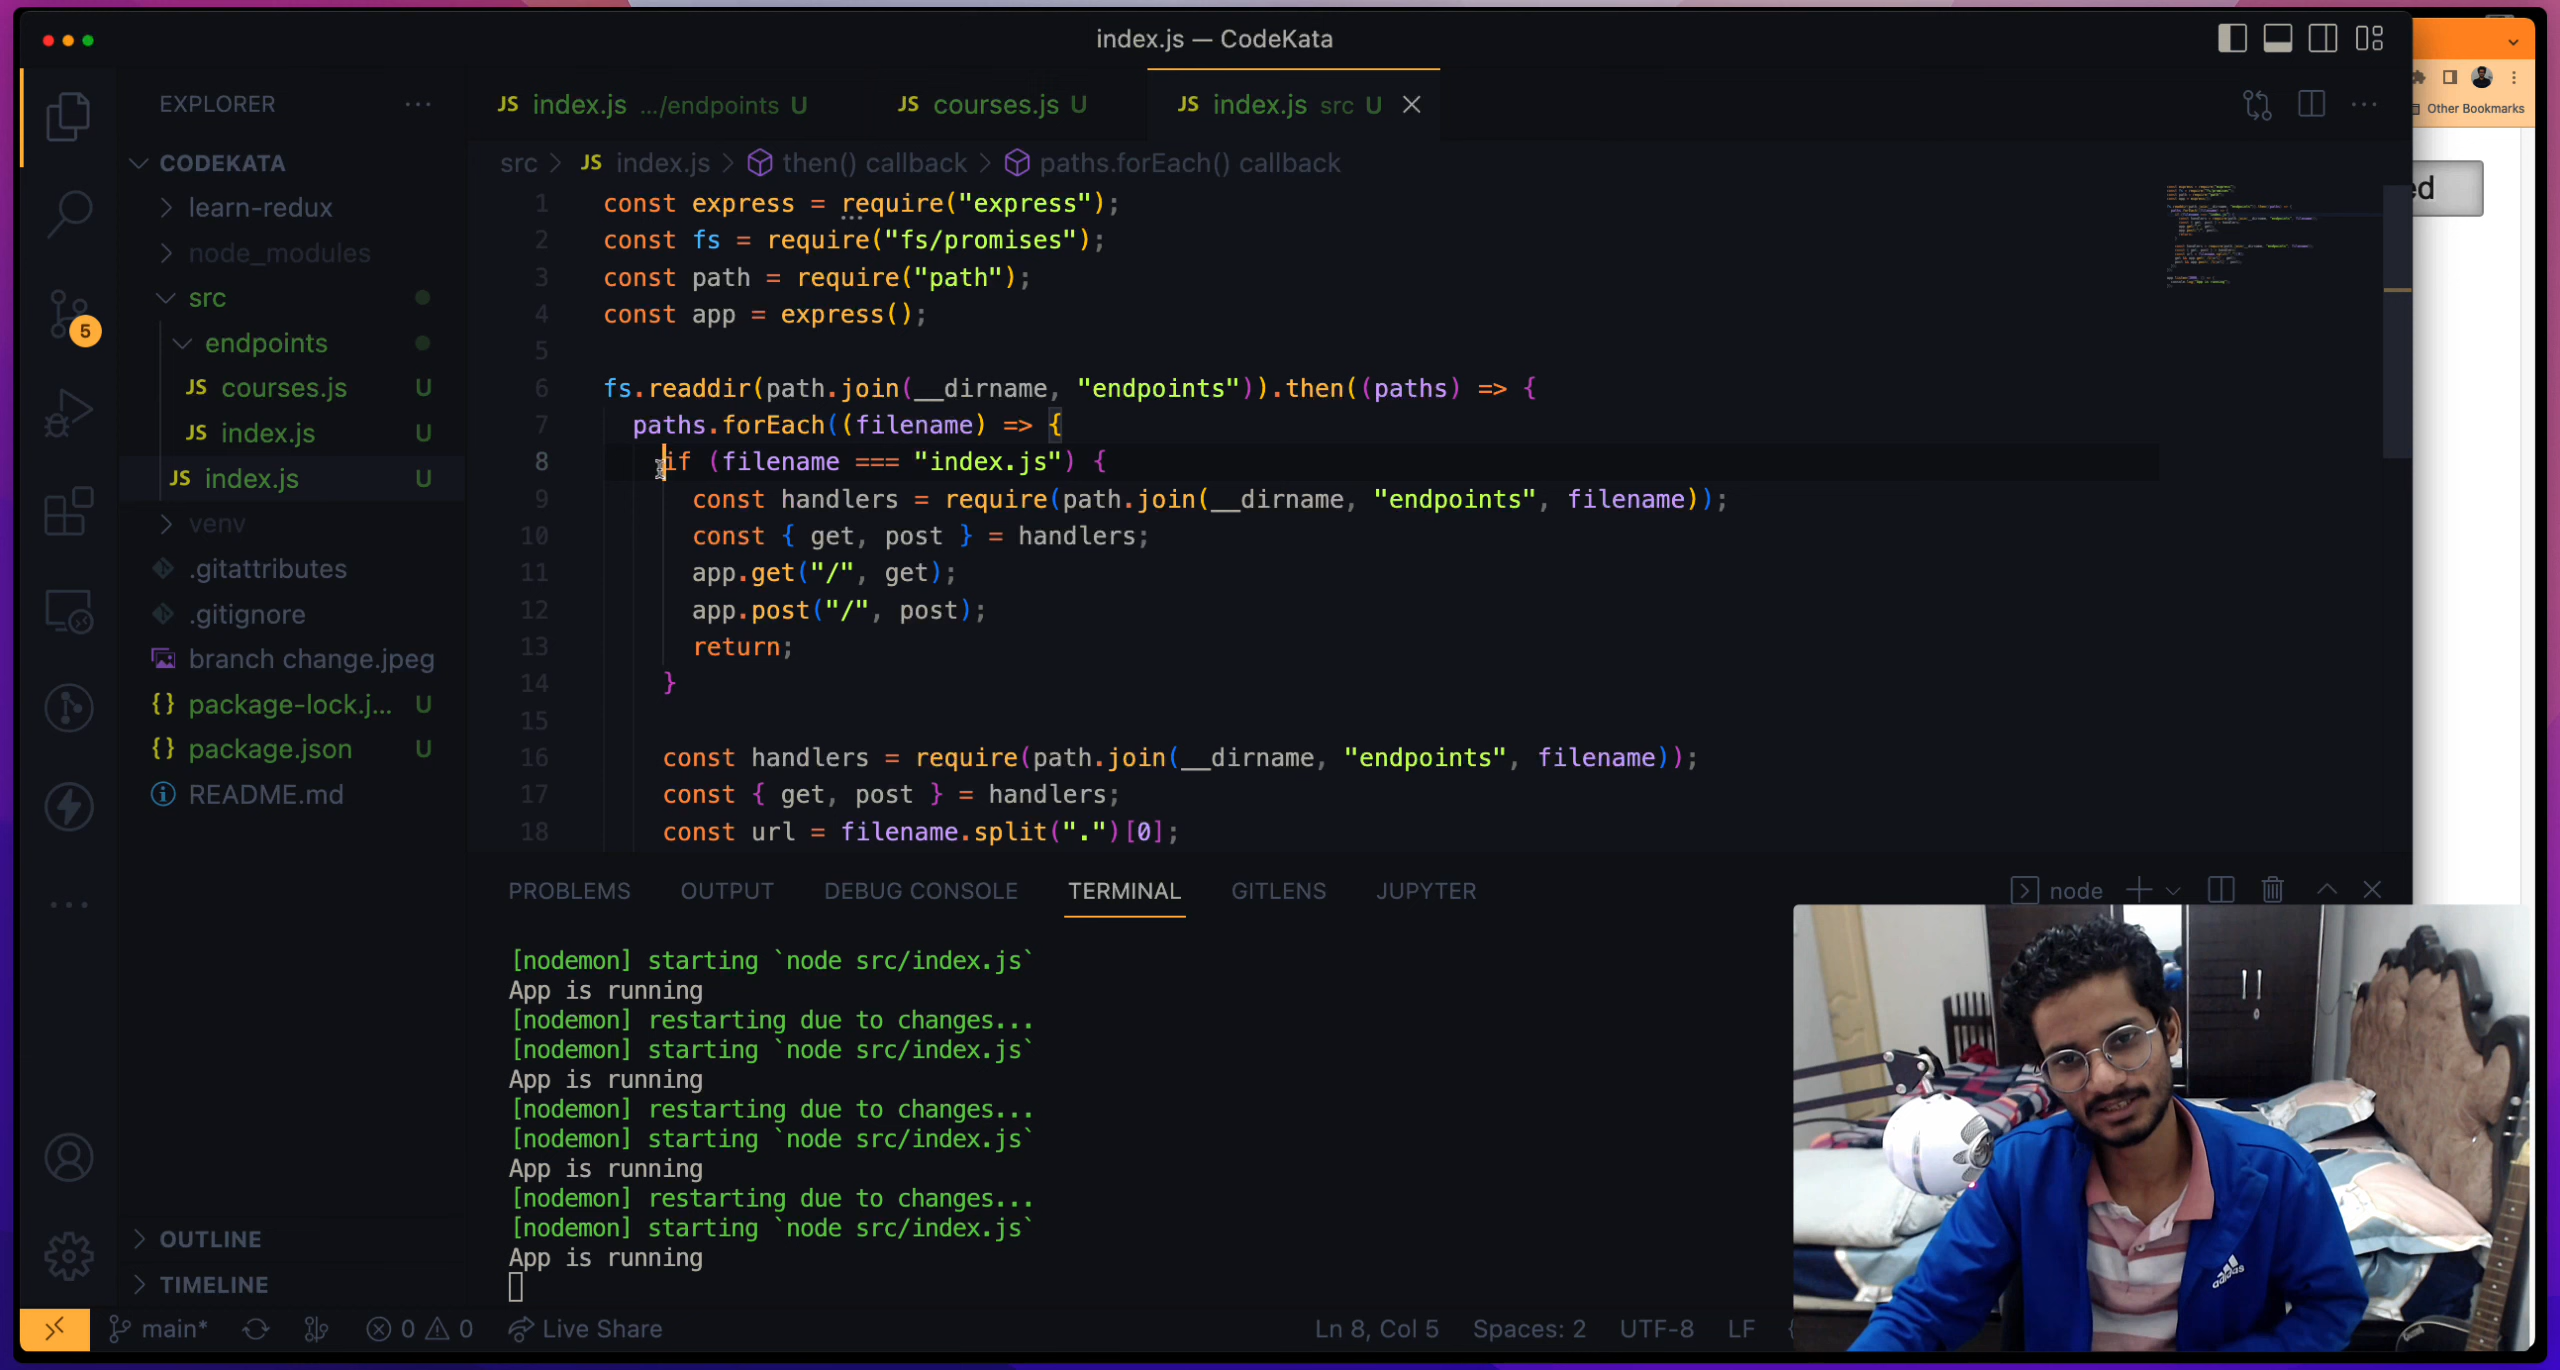 index.js — CodeKata
Other Bookmarks
ed
EXPLORER
CODEKATA
learn-redux
node_modules
src
endpoints
JS courses.js U
JS index.js U
JS index.js U
venv
.gitattributes
.gitignore
branch change.jpeg
{} package-lock.j... U
{} package.json U
README.md
OUTLINE
TIMELINE
5
JS index.js .../endpoints U
JS courses.js U
JS index.js src U
src > JS index.js > then() callback > paths.forEach() callback
1 const express = require("express");
2 const fs = require("fs/promises");
3 const path = require("path");
4 const app = express();
5
6 fs.readdir(path.join(__dirname, "endpoints")).then((paths) => {
7 paths.forEach((filename) => {
8 if (filename === "index.js") {
9 const handlers = require(path.join(__dirname, "endpoints", filename));
10 const { get, post } = handlers;
11 app.get("/", get);
12 app.post("/", post);
13 return;
14 }
15
16 const handlers = require(path.join(__dirname, "endpoints", filename));
17 const { get, post } = handlers;
18 const url = filename.split(".")[0];
PROBLEMS OUTPUT DEBUG CONSOLE TERMINAL GITLENS JUPYTER
node
[nodemon] starting `node src/index.js`
App is running
[nodemon] restarting due to changes...
[nodemon] starting `node src/index.js`
App is running
[nodemon] restarting due to changes...
[nodemon] starting `node src/index.js`
App is running
[nodemon] restarting due to changes...
[nodemon] starting `node src/index.js`
App is running
adidas
main* 0 0 Live Share Ln 8, Col 5 Spaces: 2 UTF-8 LF {